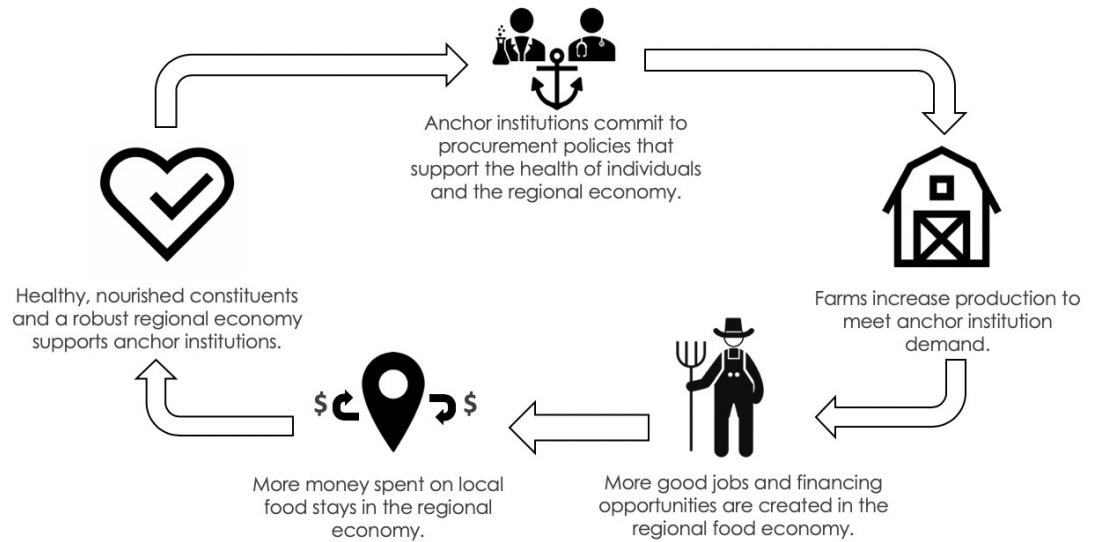 Anchor institutions commit to
procurement policies that
support the health of individuals
and the regional economy.
Farms increase production to
meet anchor institution
demand.
More good jobs and financing
opportunities are created in the
regional food economy.
$ $
More money spent on local
food stays in the regional
economy.
Healthy, nourished constituents
and a robust regional economy
supports anchor institutions.